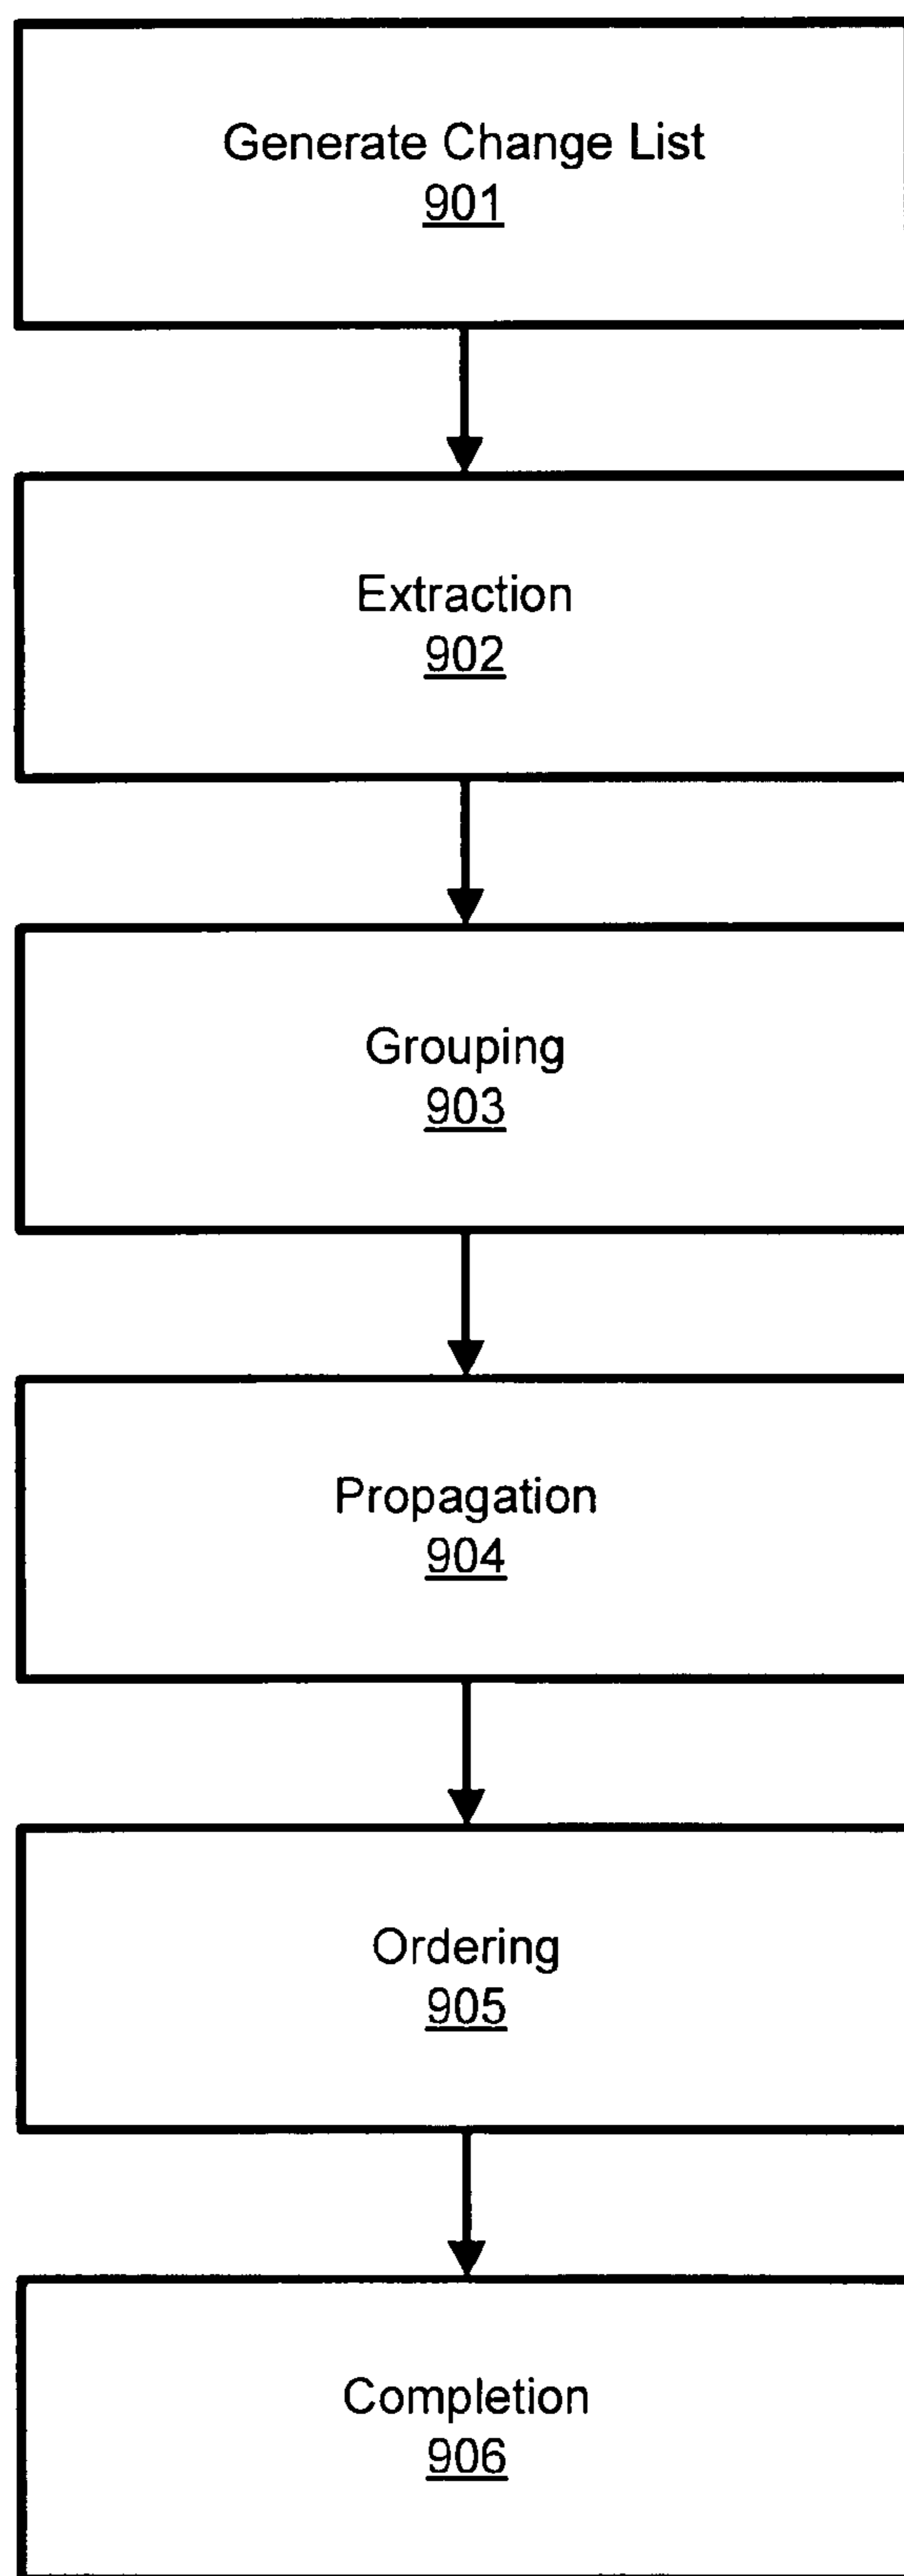 Generate Change List
901
Extraction
902
Grouping
903
Propagation
904
Ordering
905
Completion
906